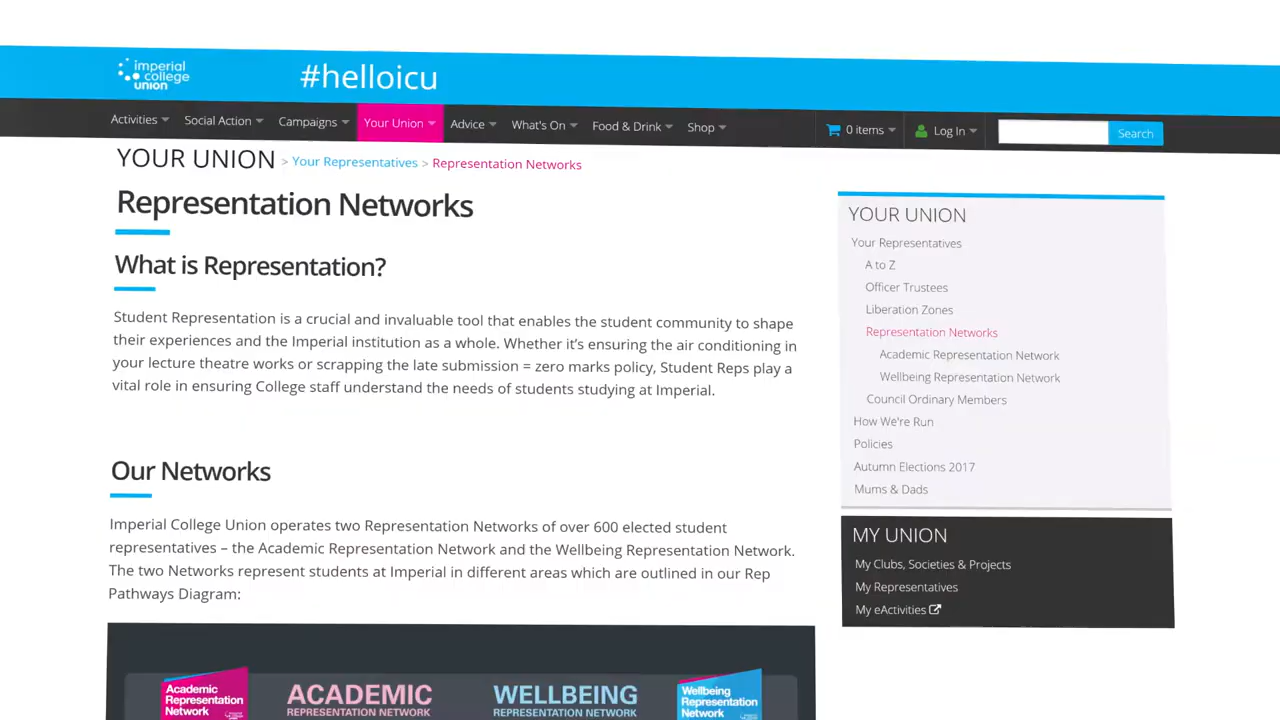 imperial
college
union
#helloicu
Activities Social Action Campaigns Your Union Advice What's On Food & Drink Shop 0 items Log In Search
YOUR UNION > Your Representatives > Representation Networks
Representation Networks
What is Representation?
Student Representation is a crucial and invaluable tool that enables the student community to shape
their experiences and the Imperial institution as a whole. Whether it's ensuring the air conditioning in
your lecture theatre works or scrapping the late submission = zero marks policy, Student Reps play a
vital role in ensuring College staff understand the needs of students studying at Imperial.
Our Networks
Imperial College Union operates two Representation Networks of over 600 elected student
representatives – the Academic Representation Network and the Wellbeing Representation Network.
The two Networks represent students at Imperial in different areas which are outlined in our Rep
Pathways Diagram:
Academic
Representation
Network
ACADEMIC
REPRESENTATION NETWORK
WELLBEING
REPRESENTATION NETWORK
Wellbeing
Representation
Network
YOUR UNION
Your Representatives
A to Z
Officer Trustees
Liberation Zones
Representation Networks
Academic Representation Network
Wellbeing Representation Network
Council Ordinary Members
How We're Run
Policies
Autumn Elections 2017
Mums & Dads
MY UNION
My Clubs, Societies & Projects
My Representatives
My eActivities